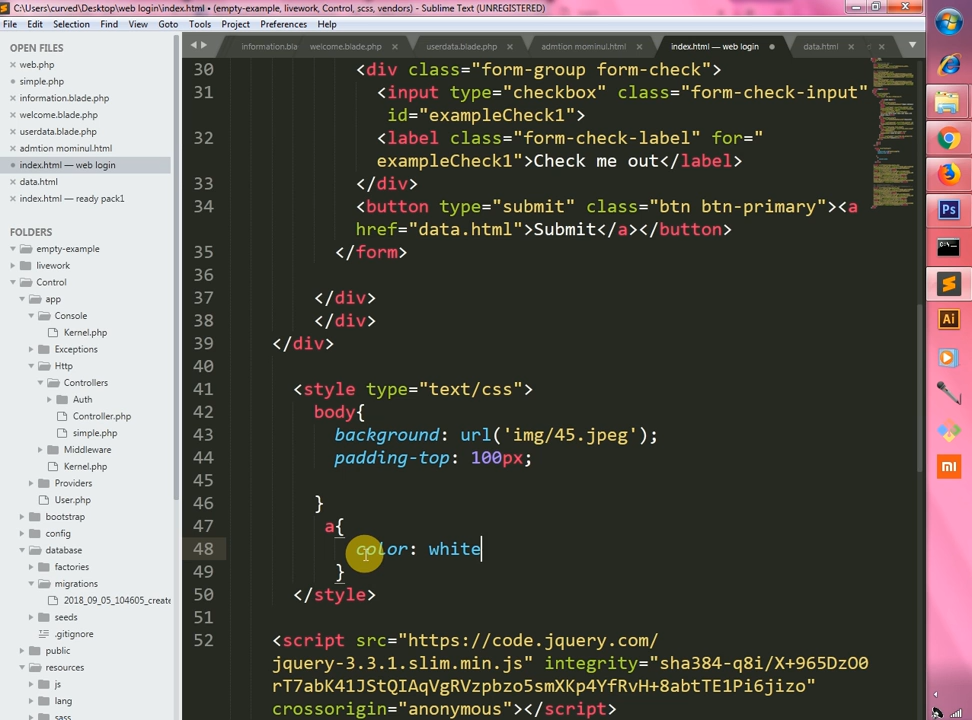 C:\Users\curved\Desktop\web login\index.html • (empty-example, livework, Control, scss, vendors) - Sublime Text (UNREGISTERED)
File Edit Selection Find View Goto Tools Project Preferences Help
OPEN FILES
web.php
simple.php
information.blade.php
welcome.blade.php
userdata.blade.php
admtion mominul.html
index.html — web login
data.html
index.html — ready pack1
FOLDERS
empty-example
livework
Control
app
Console
Kernel.php
Exceptions
Http
Controllers
Auth
Controller.php
simple.php
Middleware
Kernel.php
Providers
User.php
bootstrap
config
database
factories
migrations
2018_09_05_104605_create
seeds
.gitignore
public
resources
js
lang
sass
information.bla welcome.blade.php userdata.blade.php admtion mominul.html index.html — web login data.html
30 <div class="form-group form-check">
31 <input type="checkbox" class="form-check-input"
id="exampleCheck1">
32 <label class="form-check-label" for="
exampleCheck1">Check me out</label>
33 </div>
34 <button type="submit" class="btn btn-primary"><a
href="data.html">Submit</a></button>
35 </form>
36
37 </div>
38 </div>
39 </div>
40
41 <style type="text/css">
42 body{
43 background: url('img/45.jpeg');
44 padding-top: 100px;
45
46 }
47 a{
48 color: white
49 }
50 </style>
51
52 <script src="https://code.jquery.com/
jquery-3.3.1.slim.min.js" integrity="sha384-q8i/X+965DzO0
rT7abK41JStQIAqVgRVzpbzo5smXKp4YfRvH+8abtTE1Pi6jizo"
crossorigin="anonymous"></script>
Ps
Ai
mi